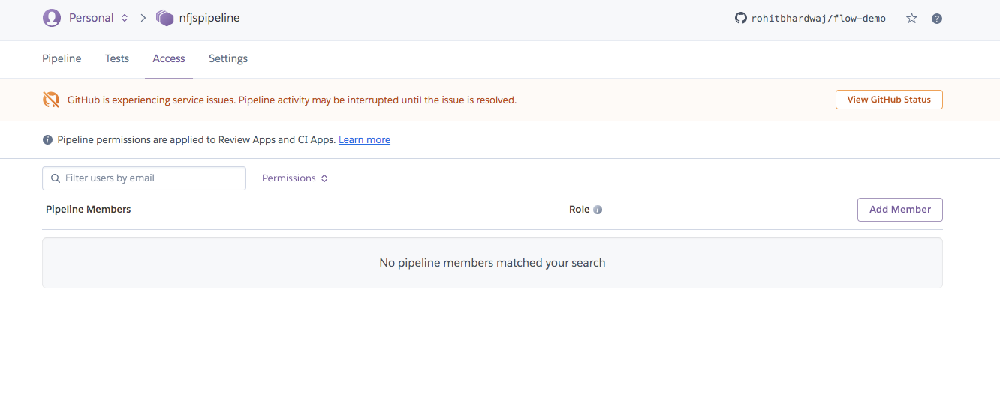 Personal nfjspipeline rohitbhardwaj/flow-demo
Pipeline Tests Access Settings
GitHub is experiencing service issues. Pipeline activity may be interrupted until the issue is resolved. View GitHub Status
Pipeline permissions are applied to Review Apps and CI Apps. Learn more
Filter users by email Permissions
Pipeline Members Role Add Member
No pipeline members matched your search